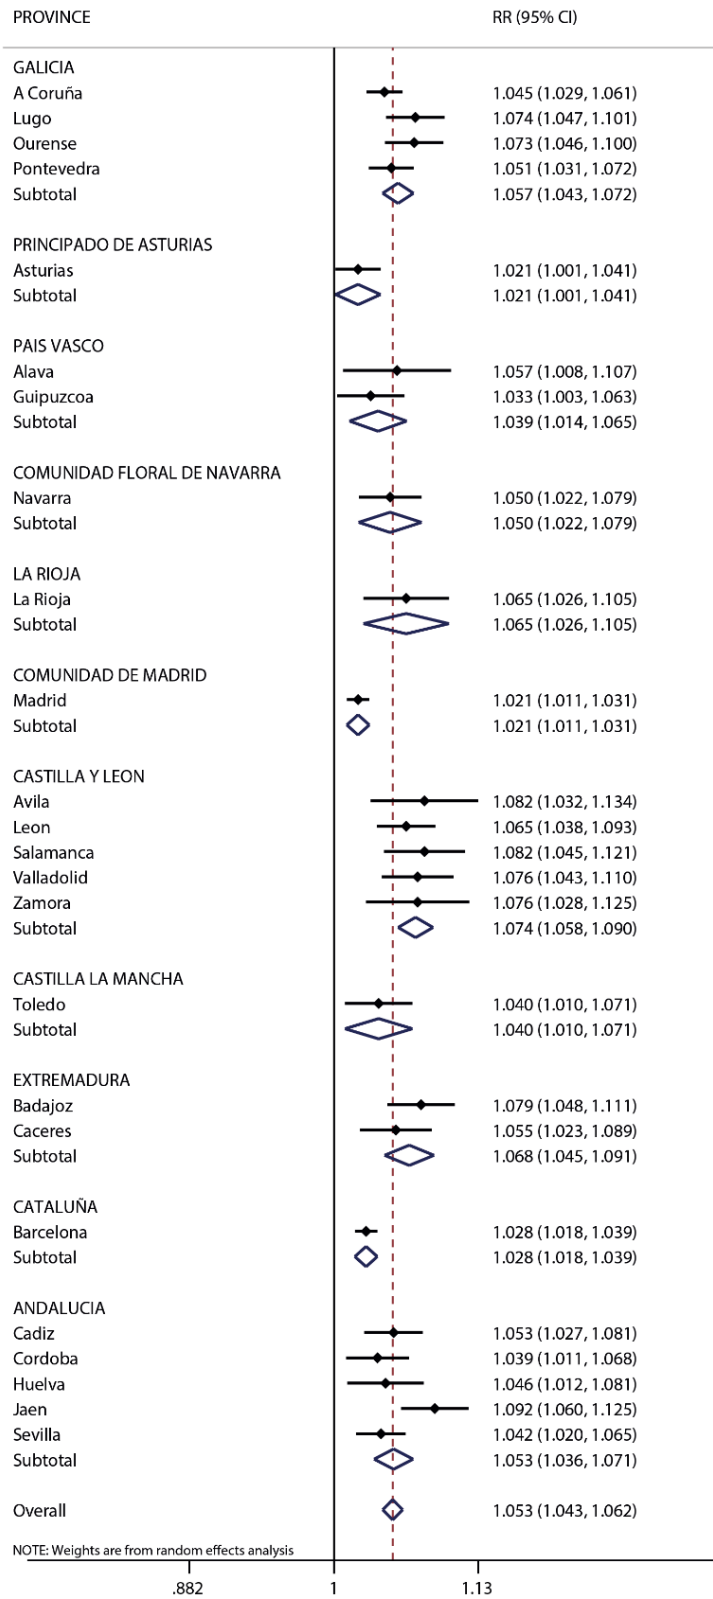 PROVINCE RR (95% CI)
GALICIA
A Coruña 1.045 (1.029, 1.061)
Lugo 1.074 (1.047, 1.101)
Ourense 1.073 (1.046, 1.100)
Pontevedra 1.051 (1.031, 1.072)
Subtotal 1.057 (1.043, 1.072)
PRINCIPADO DE ASTURIAS
Asturias 1.021 (1.001, 1.041)
Subtotal 1.021 (1.001, 1.041)
PAIS VASCO
Alava 1.057 (1.008, 1.107)
Guipuzcoa 1.033 (1.003, 1.063)
Subtotal 1.039 (1.014, 1.065)
COMUNIDAD FLORAL DE NAVARRA
Navarra 1.050 (1.022, 1.079)
Subtotal 1.050 (1.022, 1.079)
LA RIOJA
La Rioja 1.065 (1.026, 1.105)
Subtotal 1.065 (1.026, 1.105)
COMUNIDAD DE MADRID
Madrid 1.021 (1.011, 1.031)
Subtotal 1.021 (1.011, 1.031)
CASTILLA Y LEON
Avila 1.082 (1.032, 1.134)
Leon 1.065 (1.038, 1.093)
Salamanca 1.082 (1.045, 1.121)
Valladolid 1.076 (1.043, 1.110)
Zamora 1.076 (1.028, 1.125)
Subtotal 1.074 (1.058, 1.090)
CASTILLA LA MANCHA
Toledo 1.040 (1.010, 1.071)
Subtotal 1.040 (1.010, 1.071)
EXTREMADURA
Badajoz 1.079 (1.048, 1.111)
Caceres 1.055 (1.023, 1.089)
Subtotal 1.068 (1.045, 1.091)
CATALUÑA
Barcelona 1.028 (1.018, 1.039)
Subtotal 1.028 (1.018, 1.039)
ANDALUCIA
Cadiz 1.053 (1.027, 1.081)
Cordoba 1.039 (1.011, 1.068)
Huelva 1.046 (1.012, 1.081)
Jaen 1.092 (1.060, 1.125)
Sevilla 1.042 (1.020, 1.065)
Subtotal 1.053 (1.036, 1.071)
Overall 1.053 (1.043, 1.062)
NOTE: Weights are from random effects analysis
.882 1 1.13